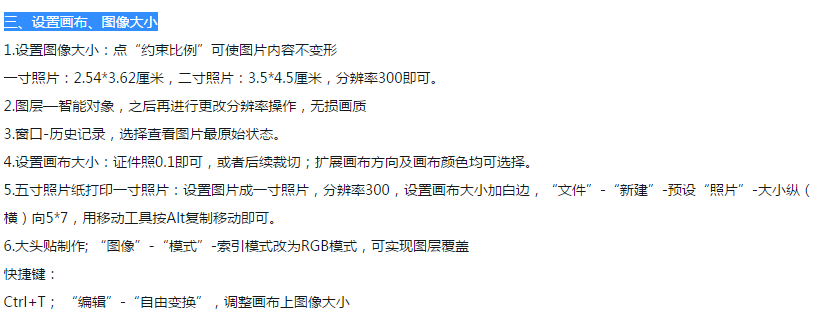 三、设置画布、图像大小
1.设置图像大小：点“约束比例”可使图片内容不变形
一寸照片：2.54*3.62厘米，二寸照片：3.5*4.5厘米，分辨率300即可。
2.图层—智能对象，之后再进行更改分辨率操作，无损画质
3.窗口-历史记录，选择查看图片最原始状态。
4.设置画布大小：证件照0.1即可，或者后续裁切；扩展画布方向及画布颜色均可选择。
5.五寸照片纸打印一寸照片：设置图片成一寸照片，分辨率300，设置画布大小加白边，“文件”-“新建”-预设“照片”-大小纵（
横）向5*7，用移动工具按Alt复制移动即可。
6.大头贴制作; “图像”-“模式”-索引模式改为RGB模式，可实现图层覆盖
快捷键：
Ctrl+T； “编辑”-“自由变换”，调整画布上图像大小